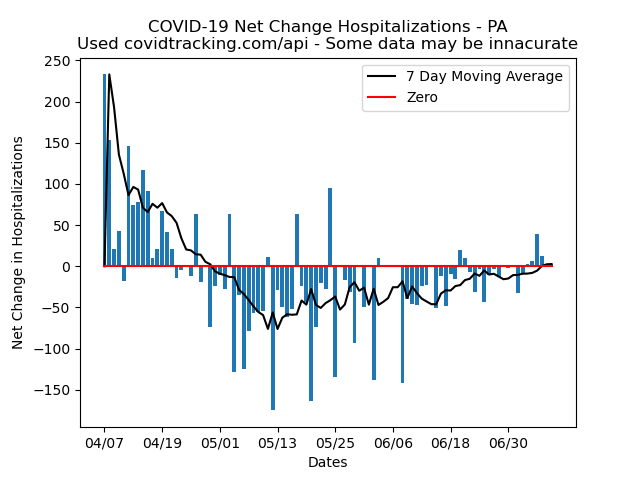 COVID-19 Net Change Hospitalizations - PA
Used covidtracking.com/api - Some data may be innacurate
7 Day Moving Average
Zero
Net Change in Hospitalizations
250
200
150
100
50
0
−50
−100
−150
04/07 04/19 05/01 05/13 05/25 06/06 06/18 06/30
Dates